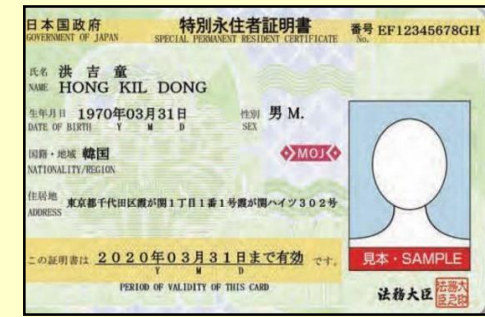 日本国政府 特別永住者証明書 番号 EF12345678GH
GOVERNMENT OF JAPAN SPECIAL PERMANENT RESIDENT CERTIFICATE No.
氏名 洪 吉 童
NAME HONG KIL DONG
生年月日 1970年03月31日 性別 男 M.
DATE OF BIRTH Y M D SEX
国籍・地域 韓国
NATIONALITY/REGION
MOJ
住居地 東京都千代田区霞が関1丁目1番1号霞が関ハイツ302号
ADDRESS
この証明書は 2020年03月31日まで有効 です。
Y M D
PERIOD OF VALIDITY OF THIS CARD
見本・SAMPLE
法務大臣